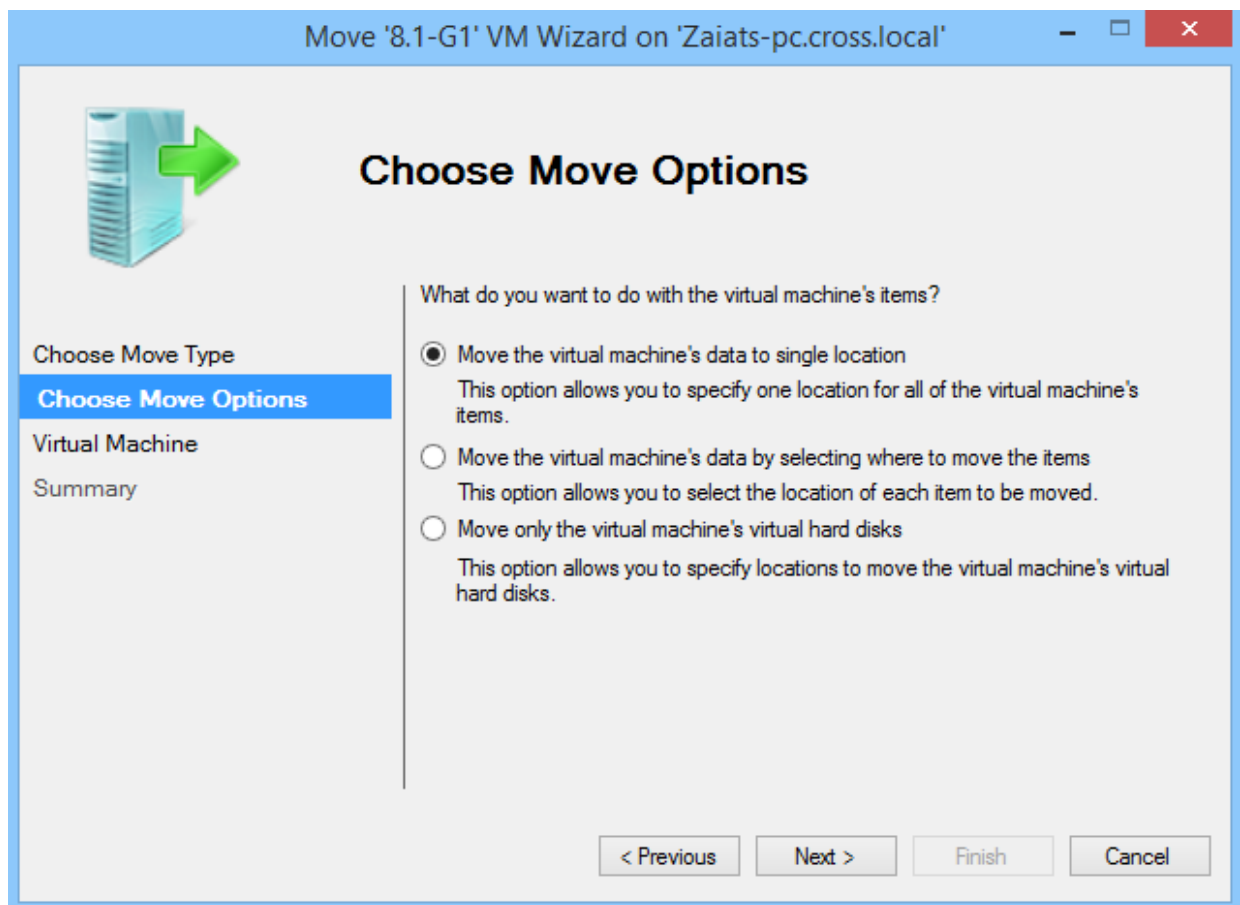 Move '8.1-G1' VM Wizard on 'Zaiats-pc.cross.local'
Choose Move Options
Choose Move Type
Choose Move Options
Virtual Machine
Summary
What do you want to do with the virtual machine's items?
Move the virtual machine's data to single location
This option allows you to specify one location for all of the virtual machine's
items.
Move the virtual machine's data by selecting where to move the items
This option allows you to select the location of each item to be moved.
Move only the virtual machine's virtual hard disks
This option allows you to specify locations to move the virtual machine's virtual
hard disks.
< Previous
Next >
Finish
Cancel